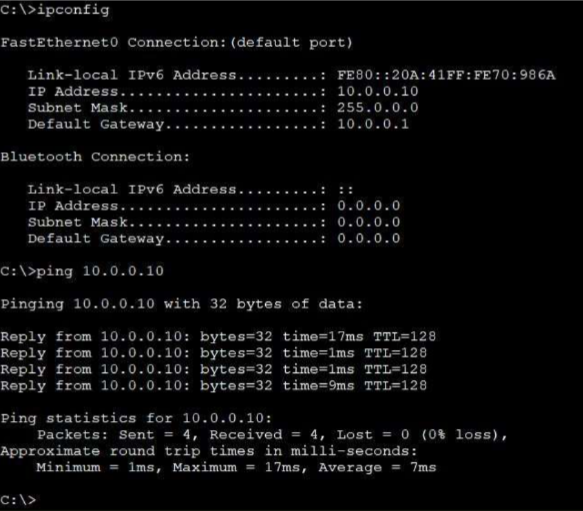 C:\>ipconfig
FastEthernet0 Connection:(default port)
Link-local IPv6 Address.........: FE80::20A:41FF:FE70:986A
IP Address......................: 10.0.0.10
Subnet Mask.....................: 255.0.0.0
Default Gateway.................: 10.0.0.1
Bluetooth Connection:
Link-local IPv6 Address.........: ::
IP Address......................: 0.0.0.0
Subnet Mask.....................: 0.0.0.0
Default Gateway.................: 0.0.0.0
C:\>ping 10.0.0.10
Pinging 10.0.0.10 with 32 bytes of data:
Reply from 10.0.0.10: bytes=32 time=17ms TTL=128
Reply from 10.0.0.10: bytes=32 time=1ms TTL=128
Reply from 10.0.0.10: bytes=32 time=1ms TTL=128
Reply from 10.0.0.10: bytes=32 time=9ms TTL=128
Ping statistics for 10.0.0.10:
Packets: Sent = 4, Received = 4, Lost = 0 (0% loss),
Approximate round trip times in milli-seconds:
Minimum = 1ms, Maximum = 17ms, Average = 7ms
C:\>